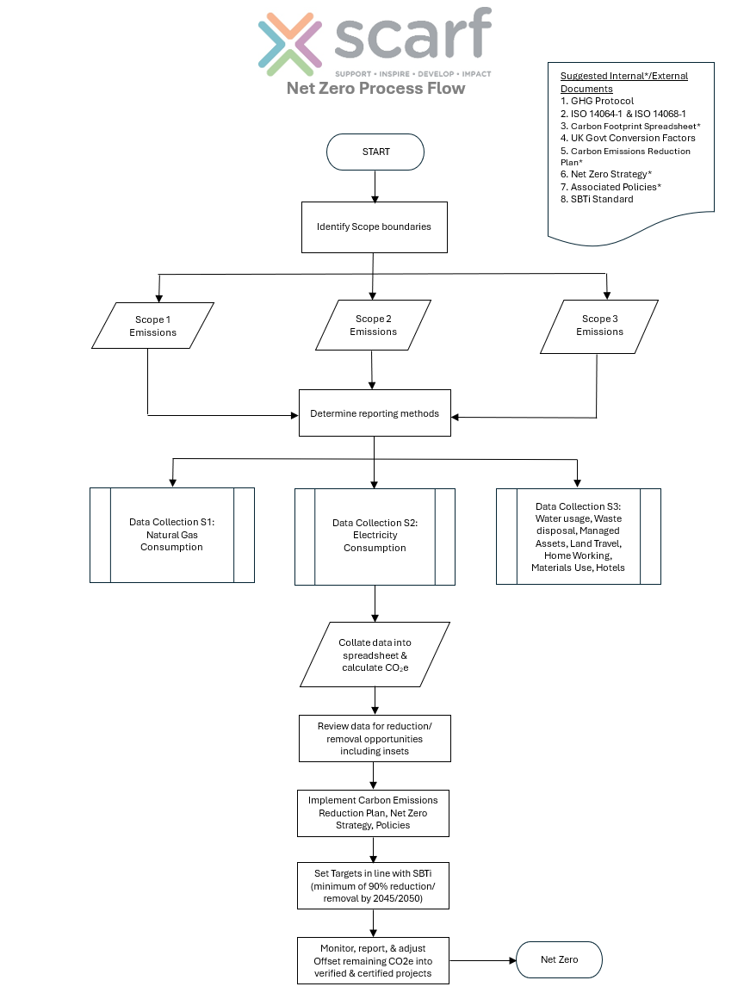 scarf
SUPPORT • INSPIRE • DEVELOP • IMPACT
Net Zero Process Flow
Suggested Internal*/External
Documents
1. GHG Protocol
2. ISO 14064-1 & ISO 14068-1
3. Carbon Footprint Spreadsheet*
4. UK Govt Conversion Factors
5. Carbon Emissions Reduction
Plan*
6. Net Zero Strategy*
7. Associated Policies*
8. SBTi Standard
START
Identify Scope boundaries
Scope 1
Emissions
Scope 2
Emissions
Scope 3
Emissions
Determine reporting methods
Data Collection S1:
Natural Gas
Consumption
Data Collection S2:
Electricity
Consumption
Data Collection S3:
Water usage, Waste
disposal, Managed
Assets, Land Travel,
Home Working,
Materials Use, Hotels
Collate data into
spreadsheet &
calculate CO₂e
Review data for reduction/
removal opportunities
including insets
Implement Carbon Emissions
Reduction Plan, Net Zero
Strategy, Policies
Set Targets in line with SBTi
(minimum of 90% reduction/
removal by 2045/2050)
Monitor, report, & adjust
Offset remaining CO2e into
verified & certified projects
Net Zero